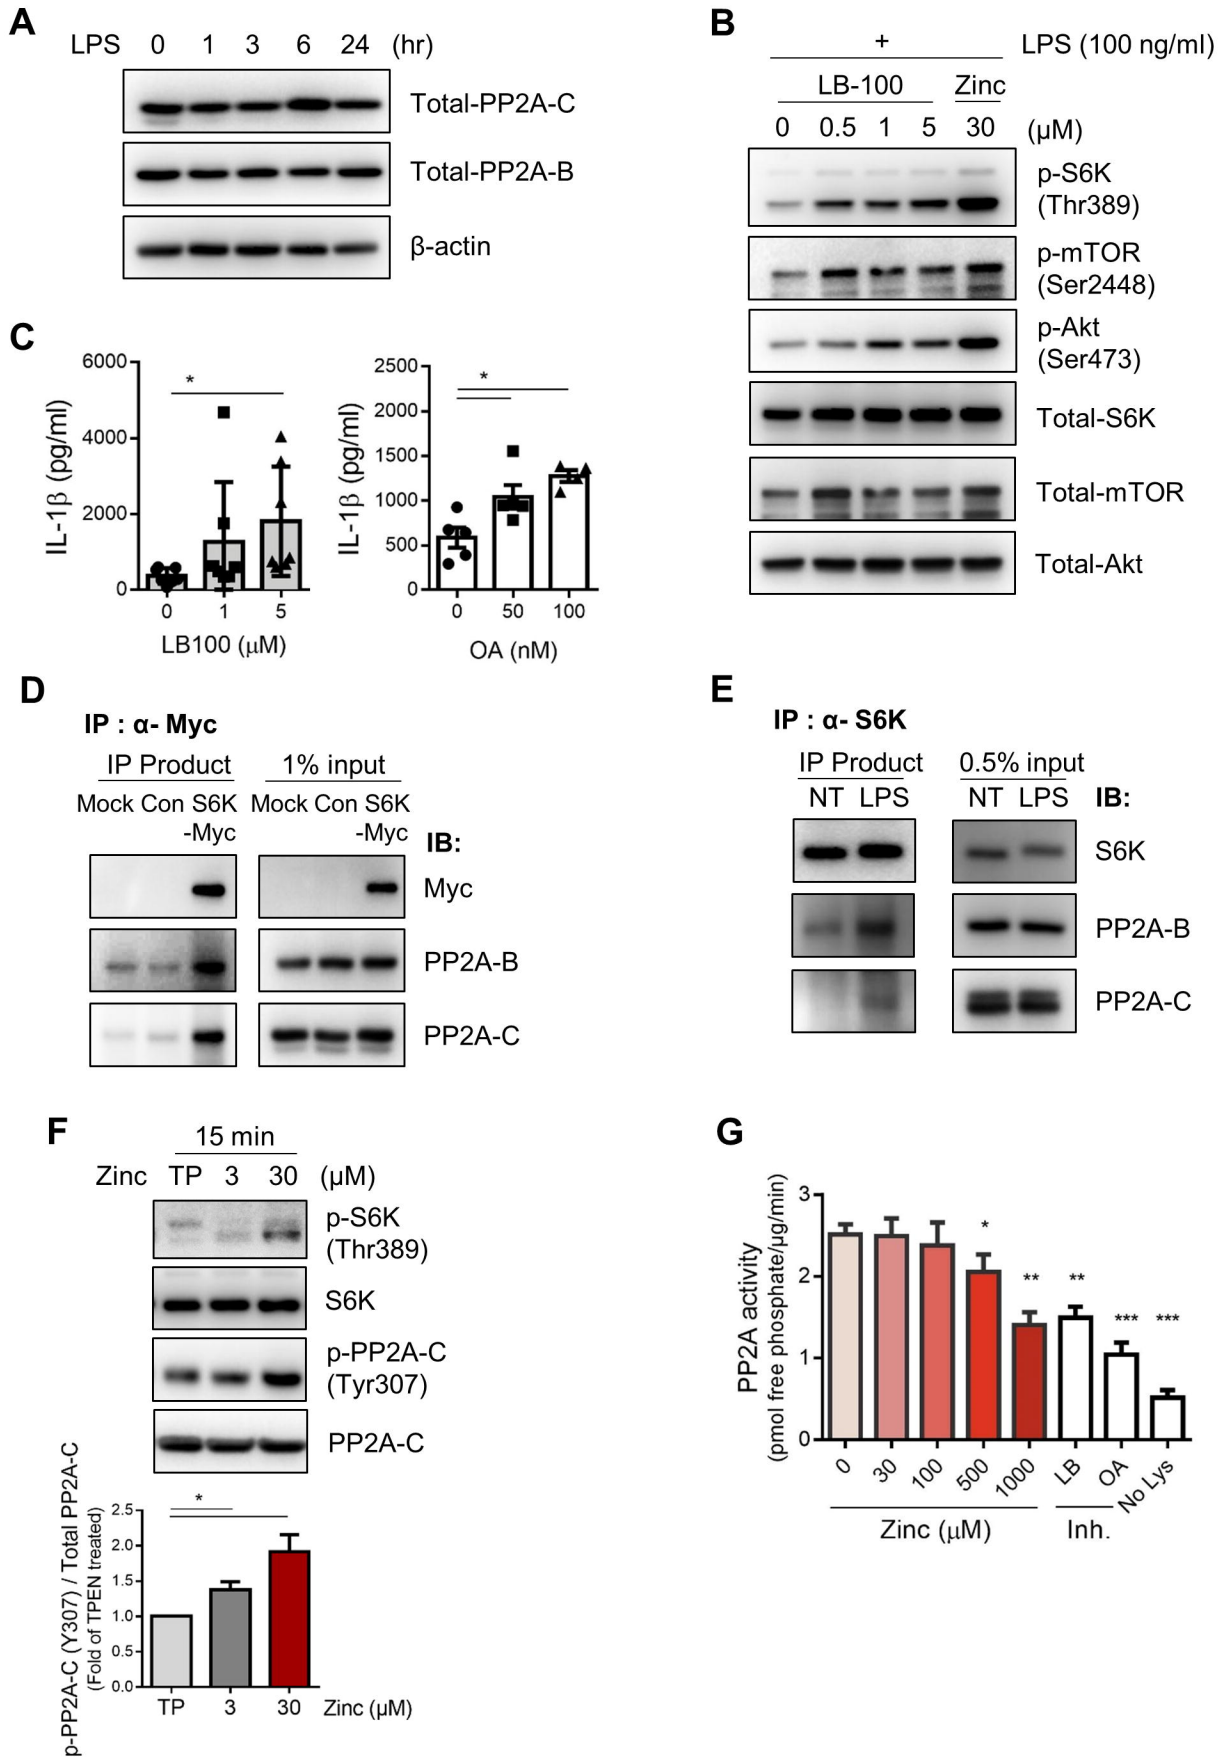 A
LPS 0 1 3 6 24 (hr)
Total-PP2A-C
Total-PP2A-B
β-actin
B
+ LPS (100 ng/ml)
LB-100 Zinc
0 0.5 1 5 30 (μM)
p-S6K
(Thr389)
p-mTOR
(Ser2448)
p-Akt
(Ser473)
Total-S6K
Total-mTOR
Total-Akt
C
IL-1β (pg/ml)
6000
4000
2000
0
*
0 1 5
LB100 (μM)
IL-1β (pg/ml)
2500
2000
1500
1000
500
0
*
0 50 100
OA (nM)
D
IP : α- Myc
IP Product 1% input
Mock Con S6K Mock Con S6K
-Myc -Myc
IB:
Myc
PP2A-B
PP2A-C
E
IP : α- S6K
IP Product 0.5% input
NT LPS NT LPS IB:
S6K
PP2A-B
PP2A-C
F
15 min
Zinc TP 3 30 (μM)
p-S6K
(Thr389)
S6K
p-PP2A-C
(Tyr307)
PP2A-C
p-PP2A-C (Y307) / Total PP2A-C
(Fold of TPEN treated)
2.5
2.0
1.5
1.0
0.5
0.0
*
TP 3 30 Zinc (μM)
G
PP2A activity
(pmol free phosphate/μg/min)
3
2
1
0
* ** ** *** ***
0 30 100 500 1000 LB OA No Lys
Zinc (μM) Inh.